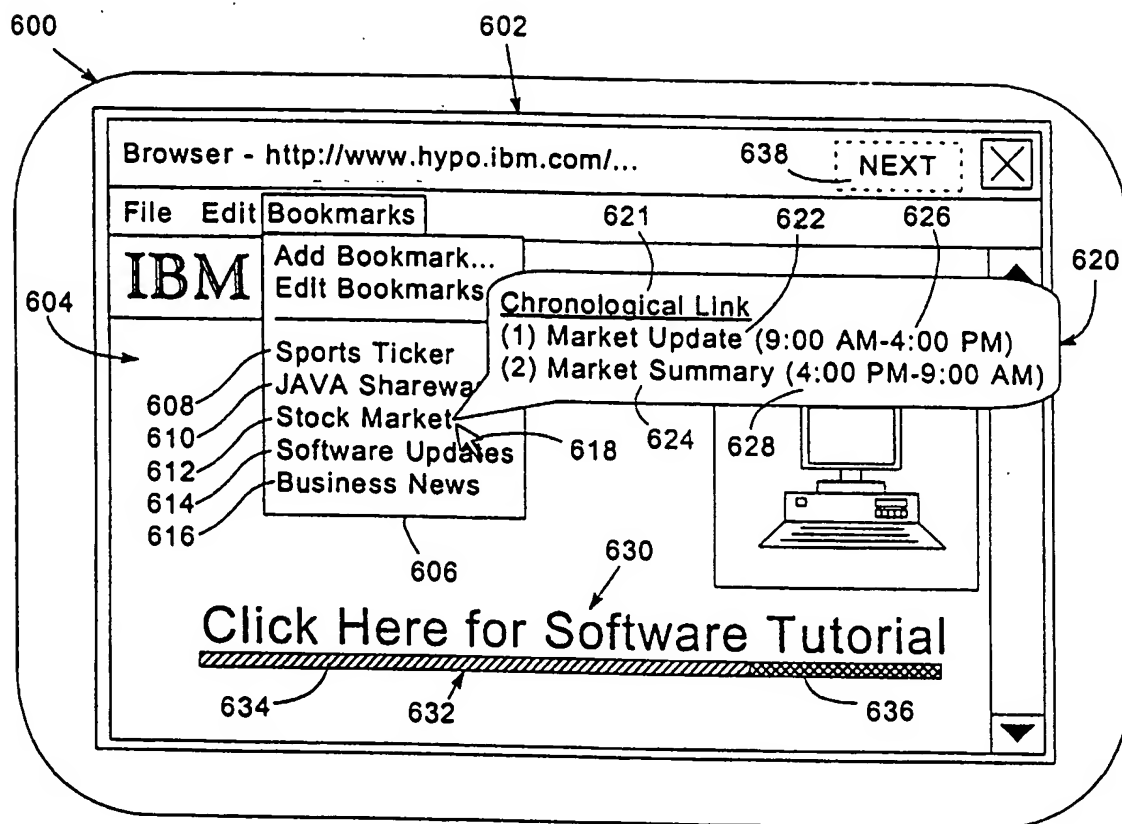 600
602
Browser - http://www.hypo.ibm.com/...
638
NEXT
File Edit Bookmarks
621
622
626
620
IBM
Add Bookmark...
Edit Bookmarks
604
Chronological Link
(1) Market Update (9:00 AM-4:00 PM)
(2) Market Summary (4:00 PM-9:00 AM)
608
Sports Ticker
610
JAVA Sharewa
612
Stock Market
614
Software Updates
616
Business News
618
624
628
606
630
Click Here for Software Tutorial
634
632
636